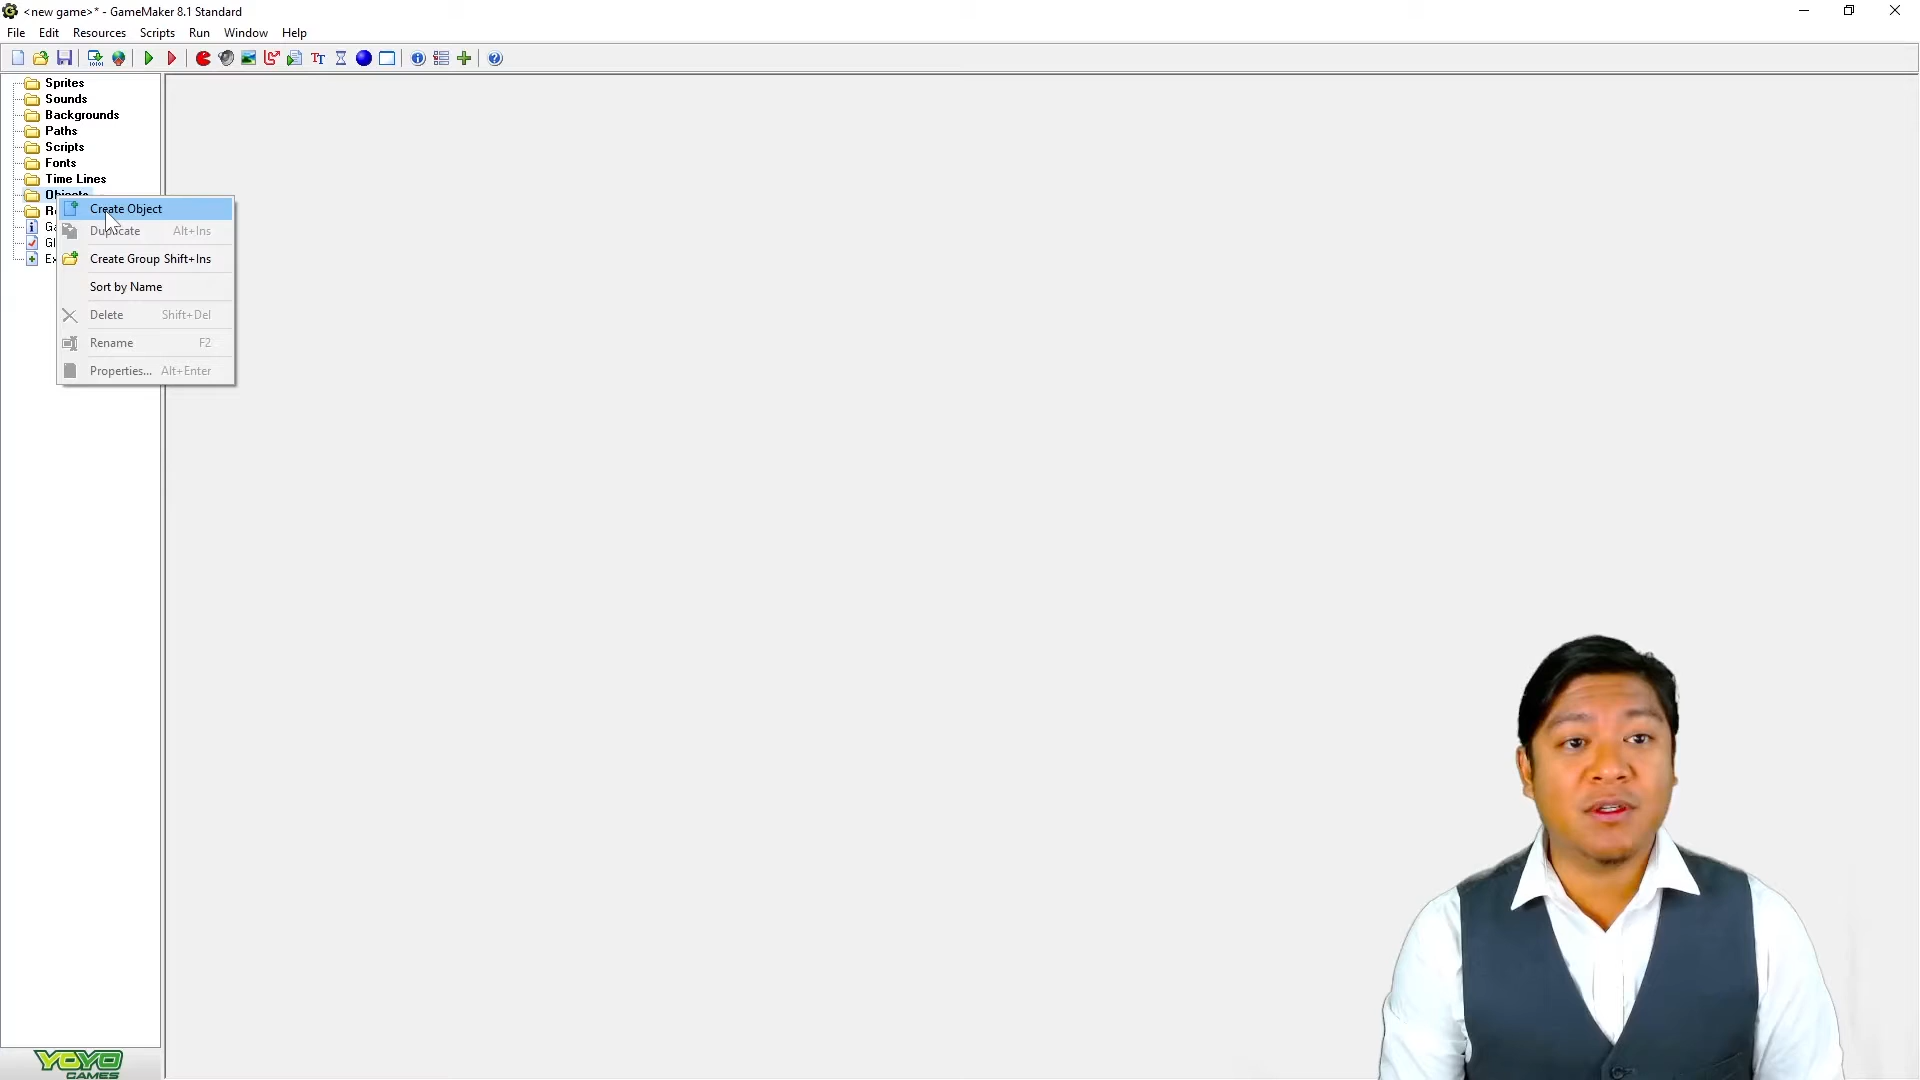 <new game>* - GameMaker 8.1 Standard
File Edit Resources Scripts Run Window Help
Sprites
Sounds
Backgrounds
Paths
Scripts
Fonts
Time Lines
Objects
Create Object
Duplicate Alt+Ins
Create Group Shift+Ins
Sort by Name
Delete Shift+Del
Rename F2
Properties... Alt+Enter
YOYO
GAMES